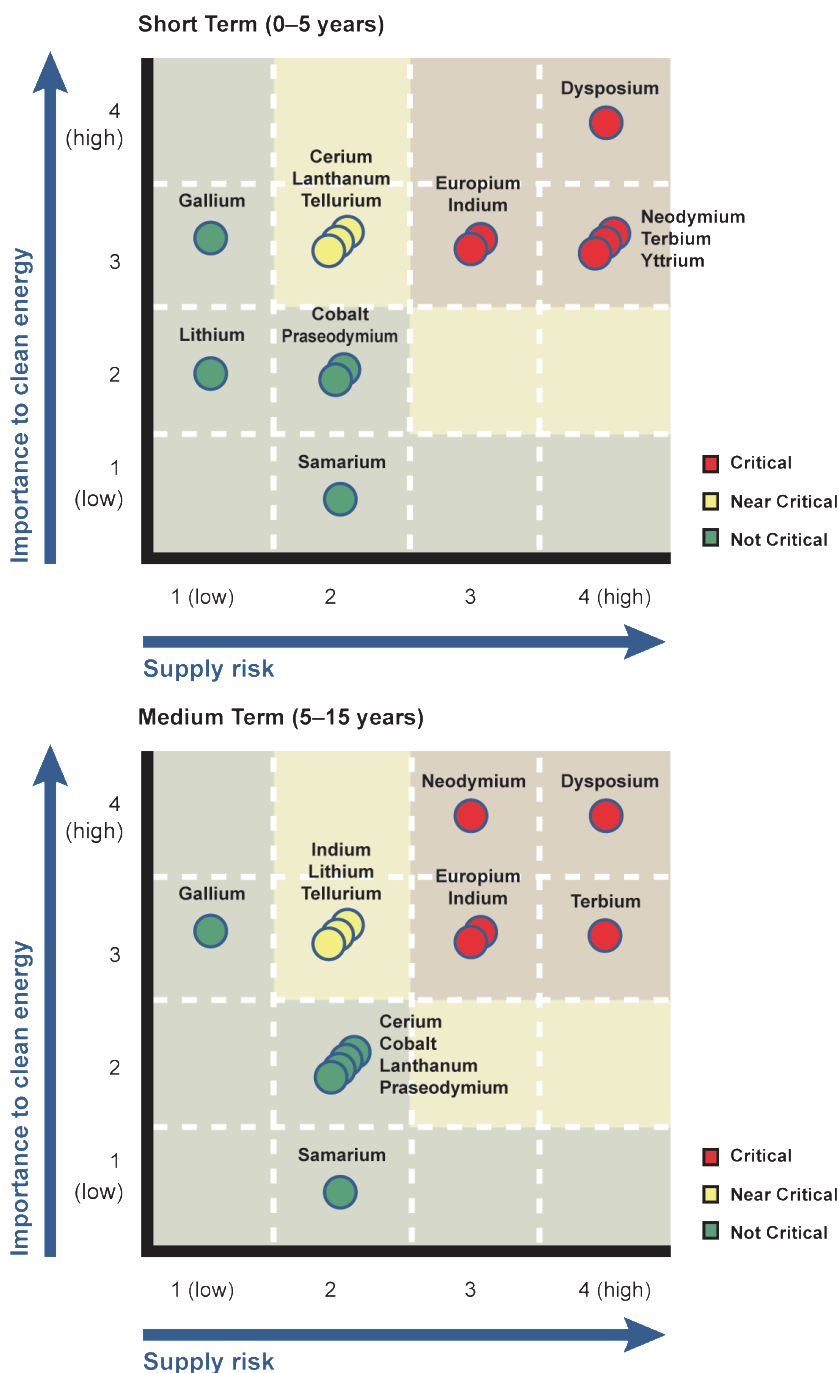 Short Term (0–5 years)
Importance to clean energy
4
(high)
3
2
1
(low)
Dysposium
Cerium
Lanthanum
Tellurium
Gallium
Europium
Indium
Neodymium
Terbium
Yttrium
Lithium
Cobalt
Praseodymium
Samarium
Critical
Near Critical
Not Critical
1 (low)
2
3
4 (high)
Supply risk
Medium Term (5–15 years)
Importance to clean energy
4
(high)
3
2
1
(low)
Neodymium
Dysposium
Indium
Lithium
Tellurium
Gallium
Europium
Indium
Terbium
Cerium
Cobalt
Lanthanum
Praseodymium
Samarium
Critical
Near Critical
Not Critical
1 (low)
2
3
4 (high)
Supply risk